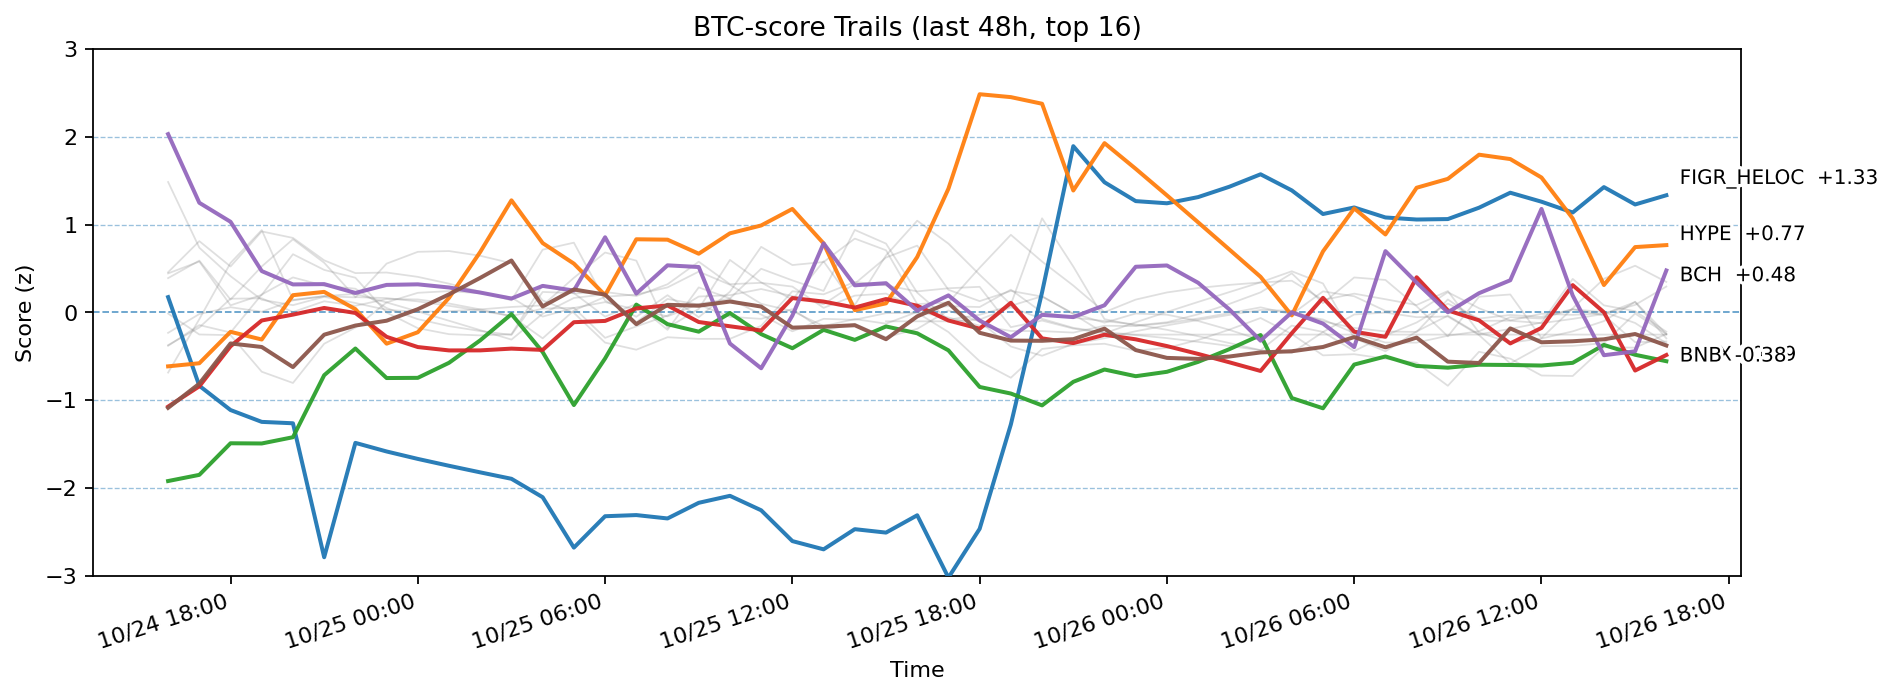 BTC-score Trails (last 48h, top 16)
Score (z)
3
2
1
0
−1
−2
−3
FIGR_HELOC +1.33
HYPE +0.77
BCH +0.48
BNB -0.38
10/24 18:00
10/25 00:00
10/25 06:00
10/25 12:00
10/25 18:00
10/26 00:00
10/26 06:00
10/26 12:00
10/26 18:00
Time